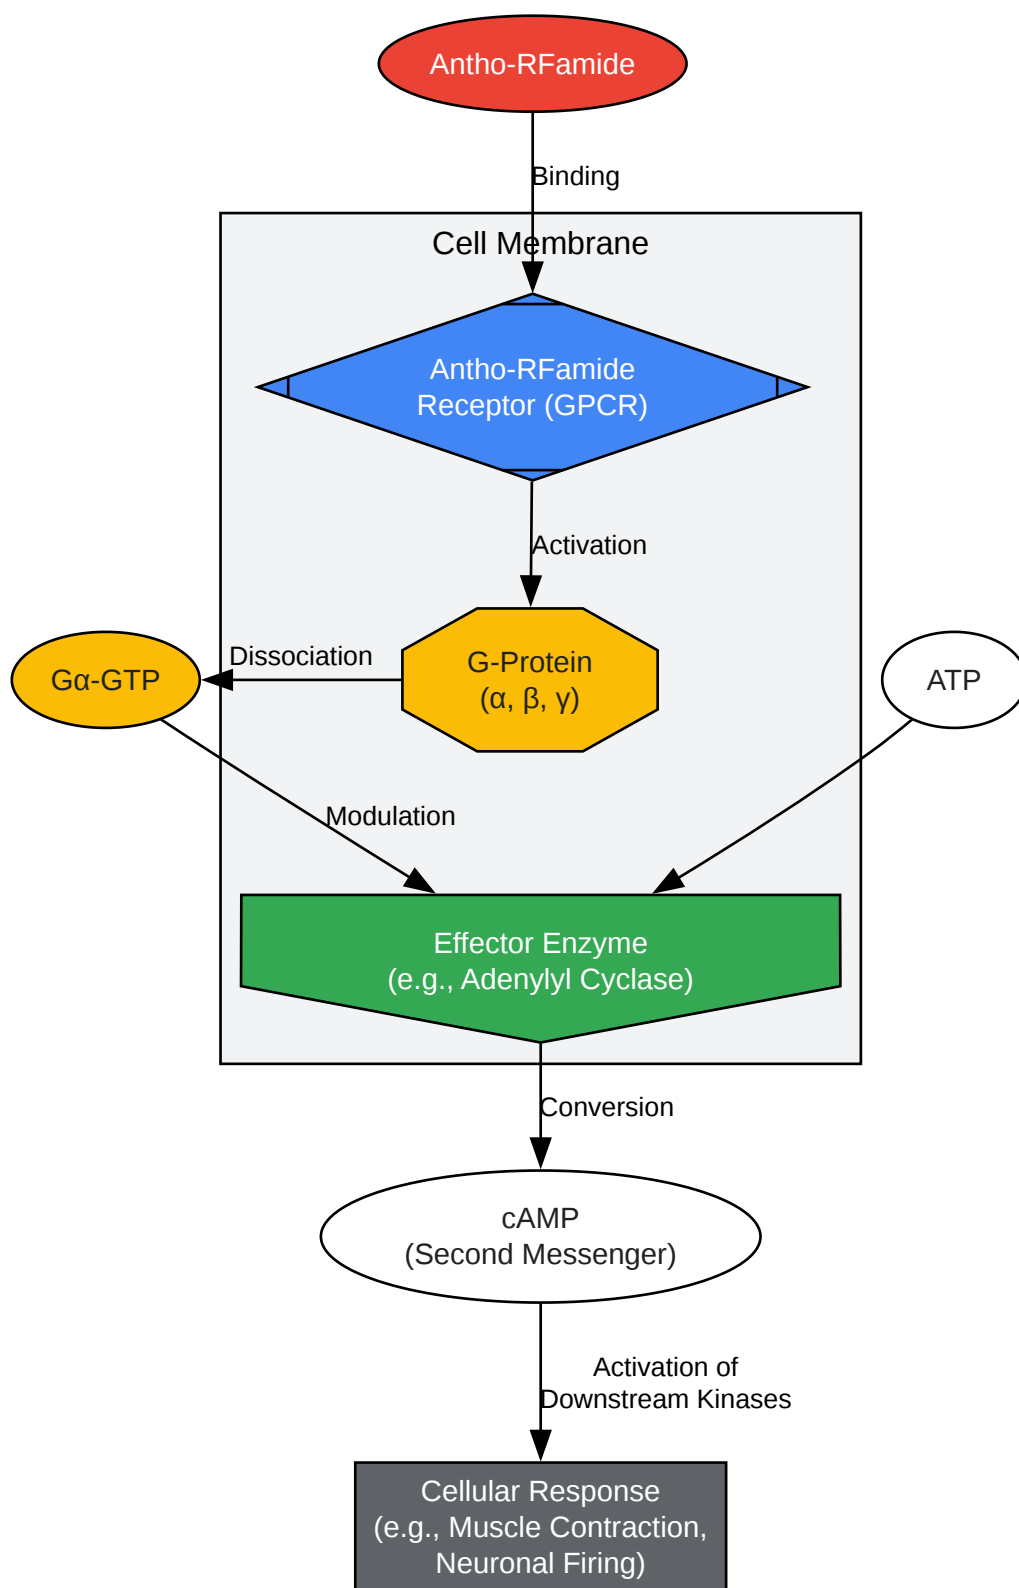 Antho-RFamide
Binding
Cell Membrane
Antho-RFamide
Receptor (GPCR)
Activation
Dissociation
Gα-GTP
G-Protein
(α, β, γ)
ATP
Modulation
Effector Enzyme
(e.g., Adenylyl Cyclase)
Conversion
cAMP
(Second Messenger)
Activation of
Downstream Kinases
Cellular Response
(e.g., Muscle Contraction,
Neuronal Firing)